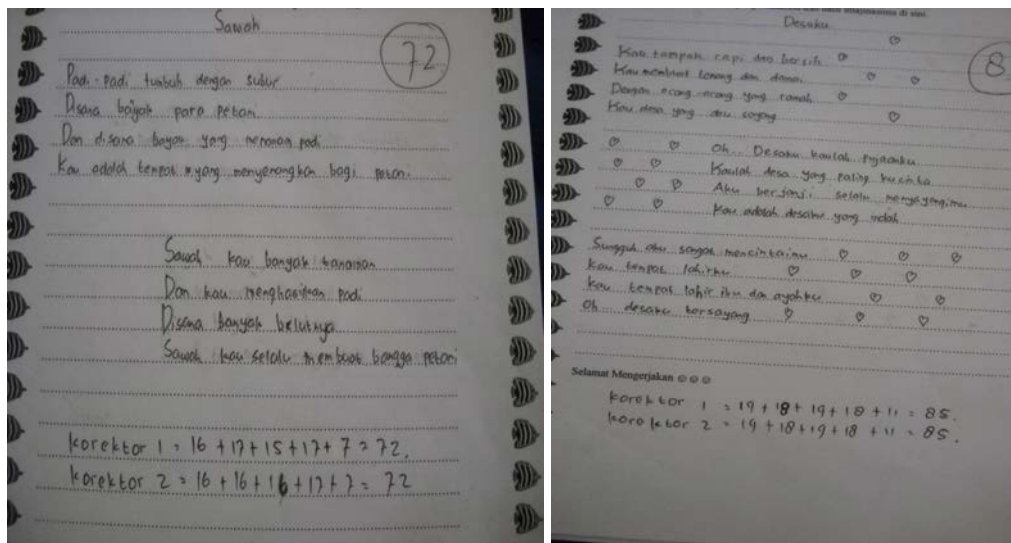 Sawah
72
Padi-padi tumbuh dengan subur
Disana banyak para petani
Dan disana banyak yang menanam padi
Kau adalah tempat yang menyenangkan bagi petani
Sawah kau banyak tanaman
Dan kau menghasilkan padi
Disana banyak belutnya
Sawah kau selalu membuat bangga petani
korektor 1 = 16 + 17 + 15 + 17 + 7 = 72.
korektor 2 = 16 + 16 + 16 + 17 + 7 = 72
di sini.
Desaku
8
Kau tampak rapi dan bersih
Kau membuat tenang dan damai
Dengan orang-orang yang ramah
Kau desa yang aku sayang
Oh.. Desaku kaulah pujaanku
Kaulah desa yang paling kucinta
Aku berjanji selalu menyayangimu
Kau adalah desaku yang indah
Sungguh aku sangat mencintaimu
Kau tempat lahirku
Kau tempat lahir ibu dan ayahku
Oh desaku tersayang
Selamat Mengerjakan ☺☺☺
korektor 1 = 19 + 18 + 19 + 18 + 11 = 85.
korektor 2 = 19 + 18 + 19 + 18 + 11 = 85.